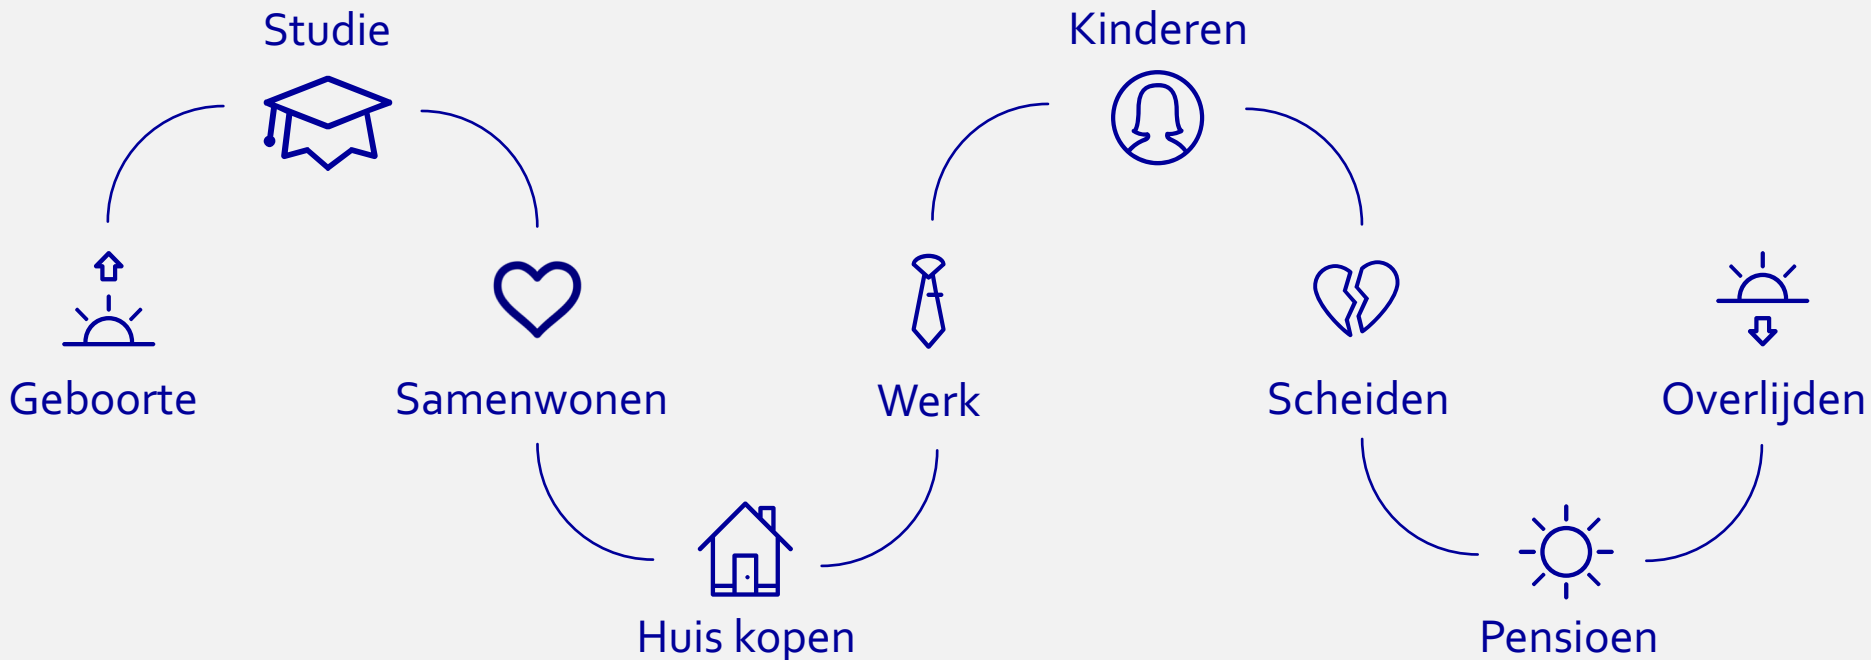 Geboorte
Studie
Samenwonen
Huis kopen
Werk
Kinderen
Scheiden
Pensioen
Overlijden